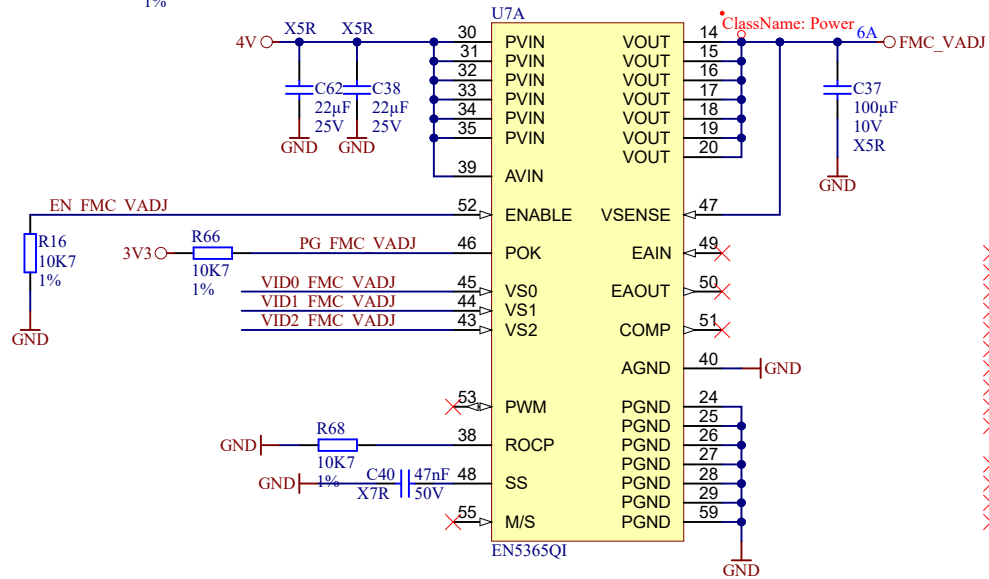 1%
U7A
ClassName: Power
4V
X5R
X5R
30
PVIN
VOUT
14
6A
FMC_VADJ
31
PVIN
VOUT
15
32
PVIN
VOUT
16
C62
C38
33
PVIN
VOUT
17
C37
22µF
22µF
34
PVIN
VOUT
18
100µF
25V
25V
35
PVIN
VOUT
19
10V
GND
GND
VOUT
20
X5R
39
AVIN
GND
EN_FMC_VADJ
52
ENABLE
VSENSE
47
R16
10K7
1%
3V3
R66
10K7
1%
PG_FMC_VADJ
46
POK
EAIN
49
VID0_FMC_VADJ
45
VS0
EAOUT
50
VID1_FMC_VADJ
44
VS1
VID2_FMC_VADJ
43
VS2
COMP
51
GND
AGND
40
GND
53
PWM
PGND
24
PGND
25
GND
R68
10K7
1%
38
ROCP
PGND
26
PGND
27
GND
C40
X7R
47nF
50V
48
SS
PGND
28
PGND
29
55
M/S
PGND
59
EN5365QI
GND